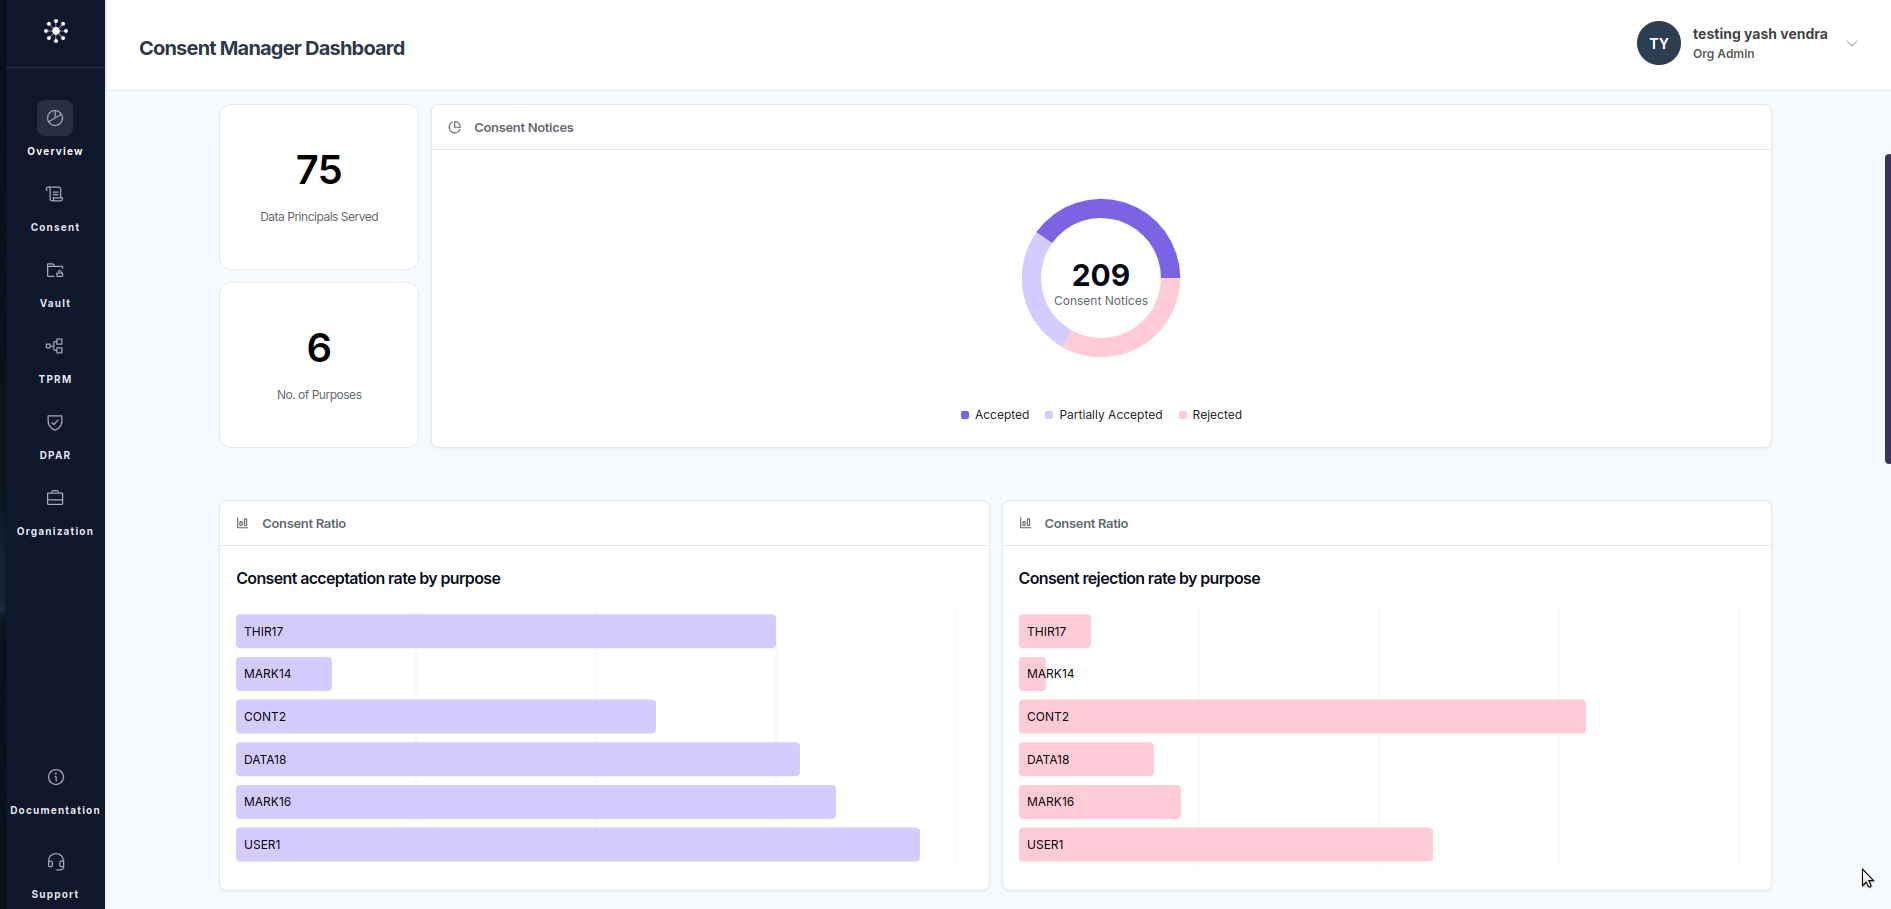 Consent Manager Dashboard
TY
testing yash vendra
Org Admin
Overview
Consent
Vault
TPRM
DPAR
Organization
Documentation
Support
75
Data Principals Served
6
No. of Purposes
Consent Notices
209
Consent Notices
Accepted
Partially Accepted
Rejected
Consent Ratio
Consent acceptation rate by purpose
THIR17
MARK14
CONT2
DATA18
MARK16
USER1
Consent Ratio
Consent rejection rate by purpose
THIR17
MARK14
CONT2
DATA18
MARK16
USER1